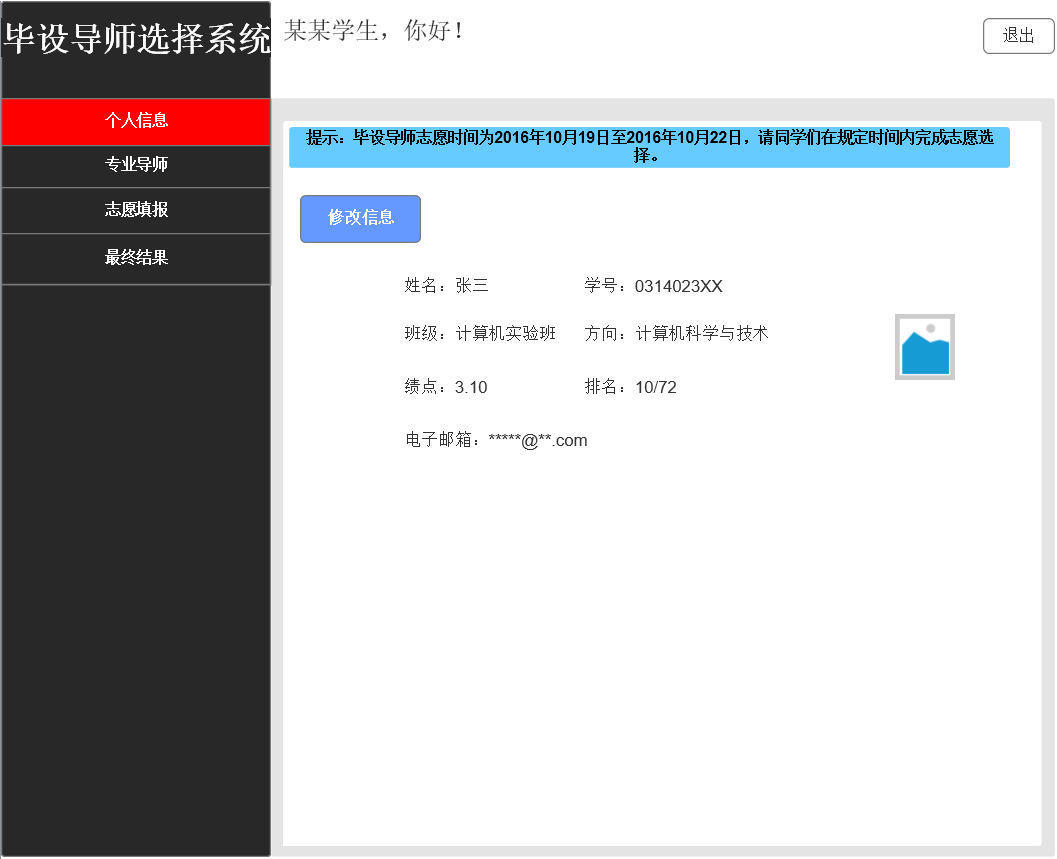 毕设导师选择系统
某某学生，你好！
退出
个人信息
专业导师
志愿填报
最终结果
提示：毕设导师志愿时间为2016年10月19日至2016年10月22日，请同学们在规定时间内完成志愿选
择。
修改信息
姓名：张三 学号：0314023XX
班级：计算机实验班 方向：计算机科学与技术
绩点：3.10 排名：10/72
电子邮箱：*****@**.com